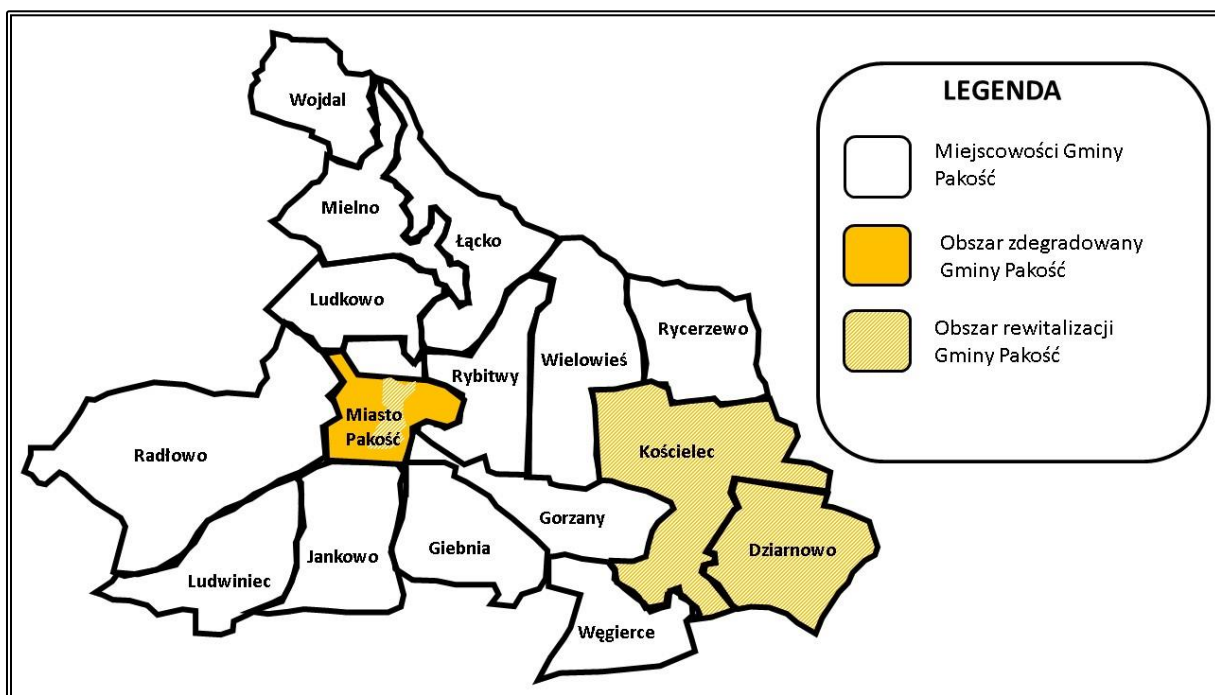 Wojdal
Mielno
Łącko
Ludkowo
Rycerzewo
Wielowieś
Rybitwy
Miasto
Pakość
Radłowo
Kościelec
Gorzany
Dziarnowo
Giebnia
Jankowo
Ludwiniec
Węgierce
LEGENDA
Miejscowości Gminy
Pakość
Obszar zdegradowany
Gminy Pakość
Obszar rewitalizacji
Gminy Pakość